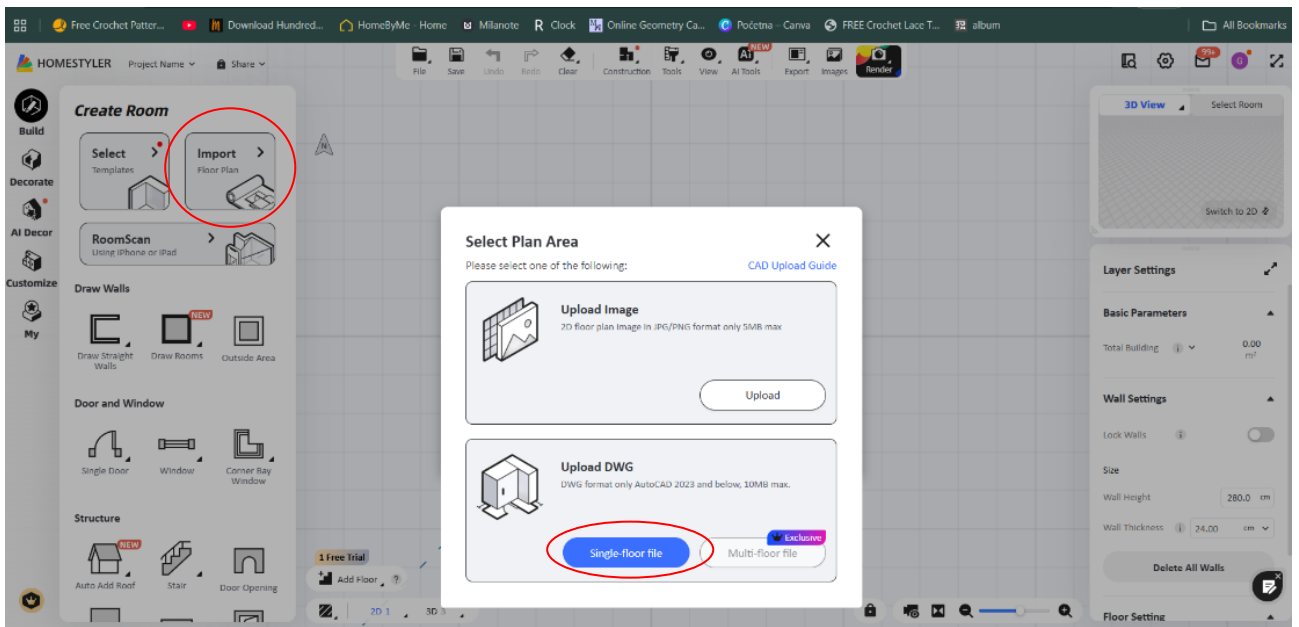 Free Crochet Patter...
Download Hundred...
HomeByMe - Home
Milanote
Clock
Online Geometry Ca...
Početna – Canva
FREE Crochet Lace T...
album
All Bookmarks
HOMESTYLER
Project Name
Share
File
Save
Undo
Redo
Clear
Construction
Tools
View
NEW
Ai
AI Tools
Export
Images
Render
99+
G
Build
Decorate
AI Decor
Customize
My
Create Room
Select
Templates
Import
Floor Plan
RoomScan
Using iPhone or iPad
Draw Walls
NEW
Draw Straight
Walls
Draw Rooms
Outside Area
Door and Window
Single Door
Window
Corner Bay
Window
Structure
NEW
Auto Add Roof
Stair
Door Opening
N
1 Free Trial
Add Floor
?
2D 1
3D
Select Plan Area
Please select one of the following:
CAD Upload Guide
Upload Image
2D floor plan image in JPG/PNG format only 5MB max
Upload
Upload DWG
DWG format only AutoCAD 2023 and below, 10MB max.
Exclusive
Single-floor file
Multi-floor file
3D View
Select Room
Switch to 2D
Layer Settings
Basic Parameters
Total Building
0.00
m²
Wall Settings
Lock Walls
Size
Wall Height
280.0 cm
Wall Thickness
24.00 cm
Delete All Walls
Floor Setting